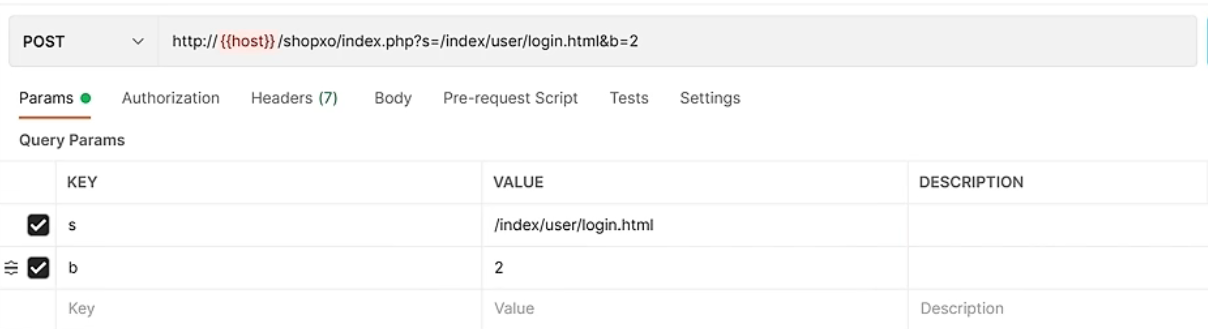 POST http://{{host}}/shopxo/index.php?s=/index/user/login.html&b=2
Params Authorization Headers (7) Body Pre-request Script Tests Settings
Query Params
KEY VALUE DESCRIPTION
s /index/user/login.html
b 2
Key Value Description